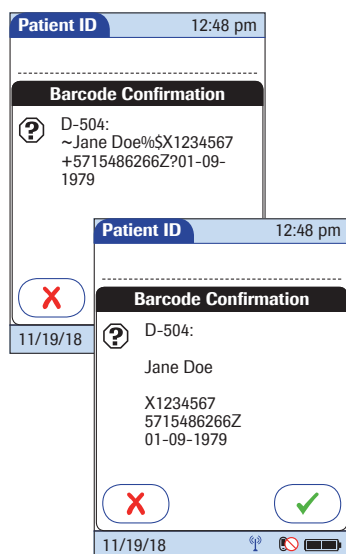 Patient ID 12:48 pm
Barcode Confirmation
D-504:
~Jane Doe%$X1234567
+5715486266Z?01-09-
1979
11/19/18
Patient ID 12:48 pm
Barcode Confirmation
D-504:
Jane Doe
X1234567
5715486266Z
01-09-1979
11/19/18